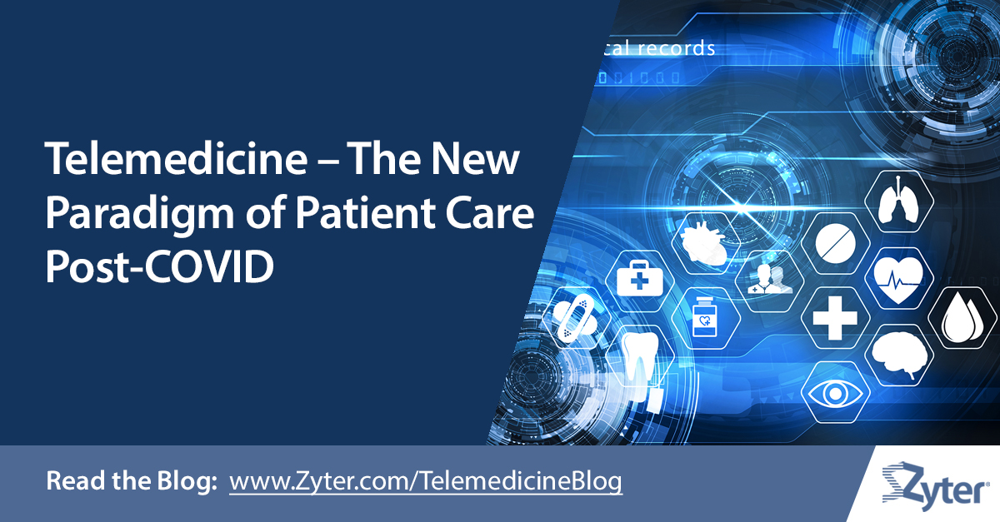 Telemedicine – The New
Paradigm of Patient Care
Post-COVID
cal records
001000
Read the Blog: www.Zyter.com/TelemedicineBlog
Zyter®